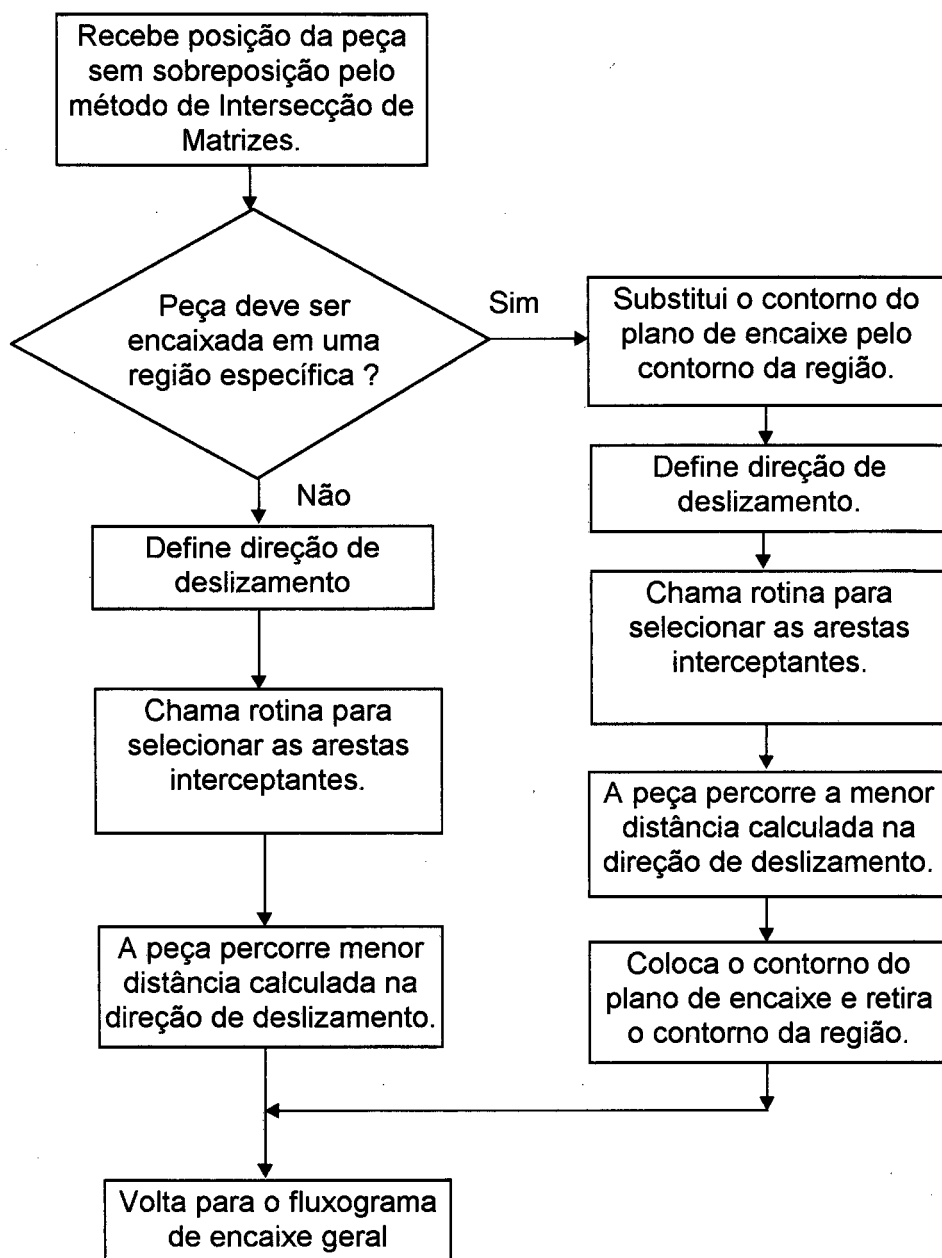 Recebe posição da peça
sem sobreposição pelo
método de Intersecção de
Matrizes.
Peça deve ser
encaixada em uma
região específica ?
Sim
Substitui o contorno do
plano de encaixe pelo
contorno da região.
Define direção de
deslizamento.
Chama rotina para
selecionar as arestas
interceptantes.
A peça percorre a menor
distância calculada na
direção de deslizamento.
Coloca o contorno do
plano de encaixe e retira
o contorno da região.
Não
Define direção de
deslizamento
Chama rotina para
selecionar as arestas
interceptantes.
A peça percorre menor
distância calculada na
direção de deslizamento.
Volta para o fluxograma
de encaixe geral